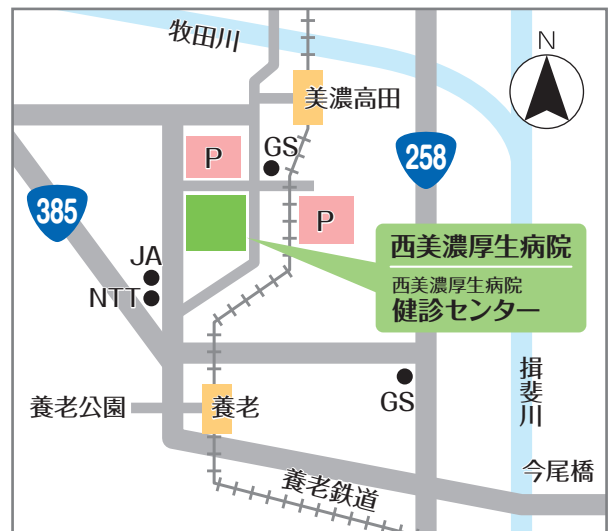 牧田川
N
美濃高田
GS
P
258
385
P
西美濃厚生病院
西美濃厚生病院
健診センター
JA
NTT
揖斐川
GS
養老公園
養老
今尾橋
養老鉄道